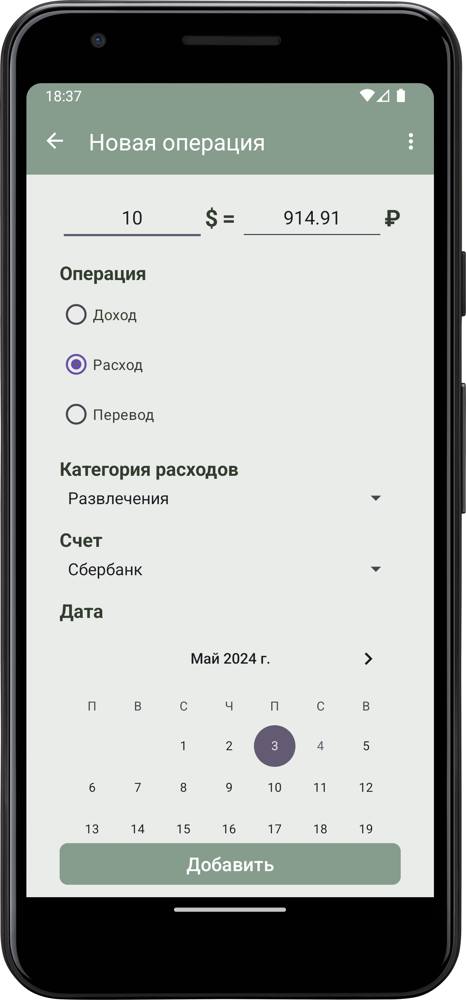 18:37
Новая операция
10 $ = 914.91 ₽
Операция
Доход
Расход
Перевод
Категория расходов
Развлечения
Счет
Сбербанк
Дата
Май 2024 г.
П В С Ч П С В
1 2 3 4 5
6 7 8 9 10 11 12
13 14 15 16 17 18 19
Добавить